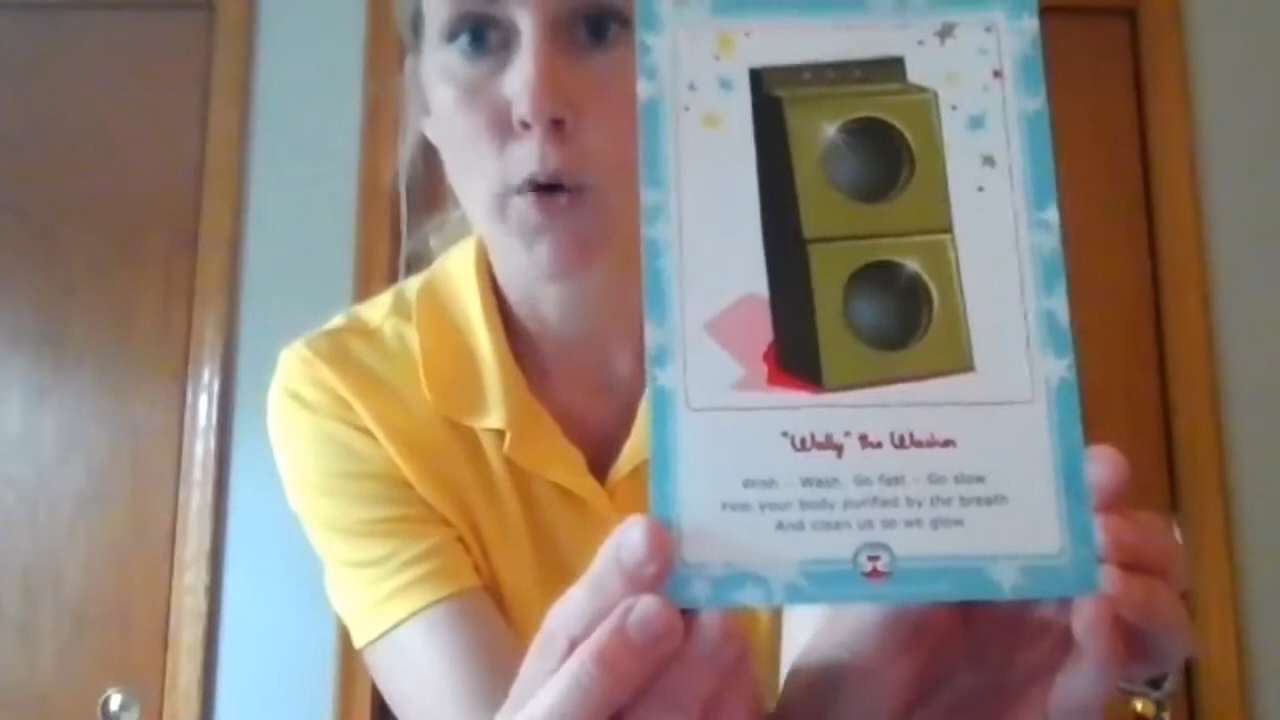 "Wally" the Washer
Wash - Wash Go fast - Go slow
Feel your body purified by the breath
And clean us so we glow